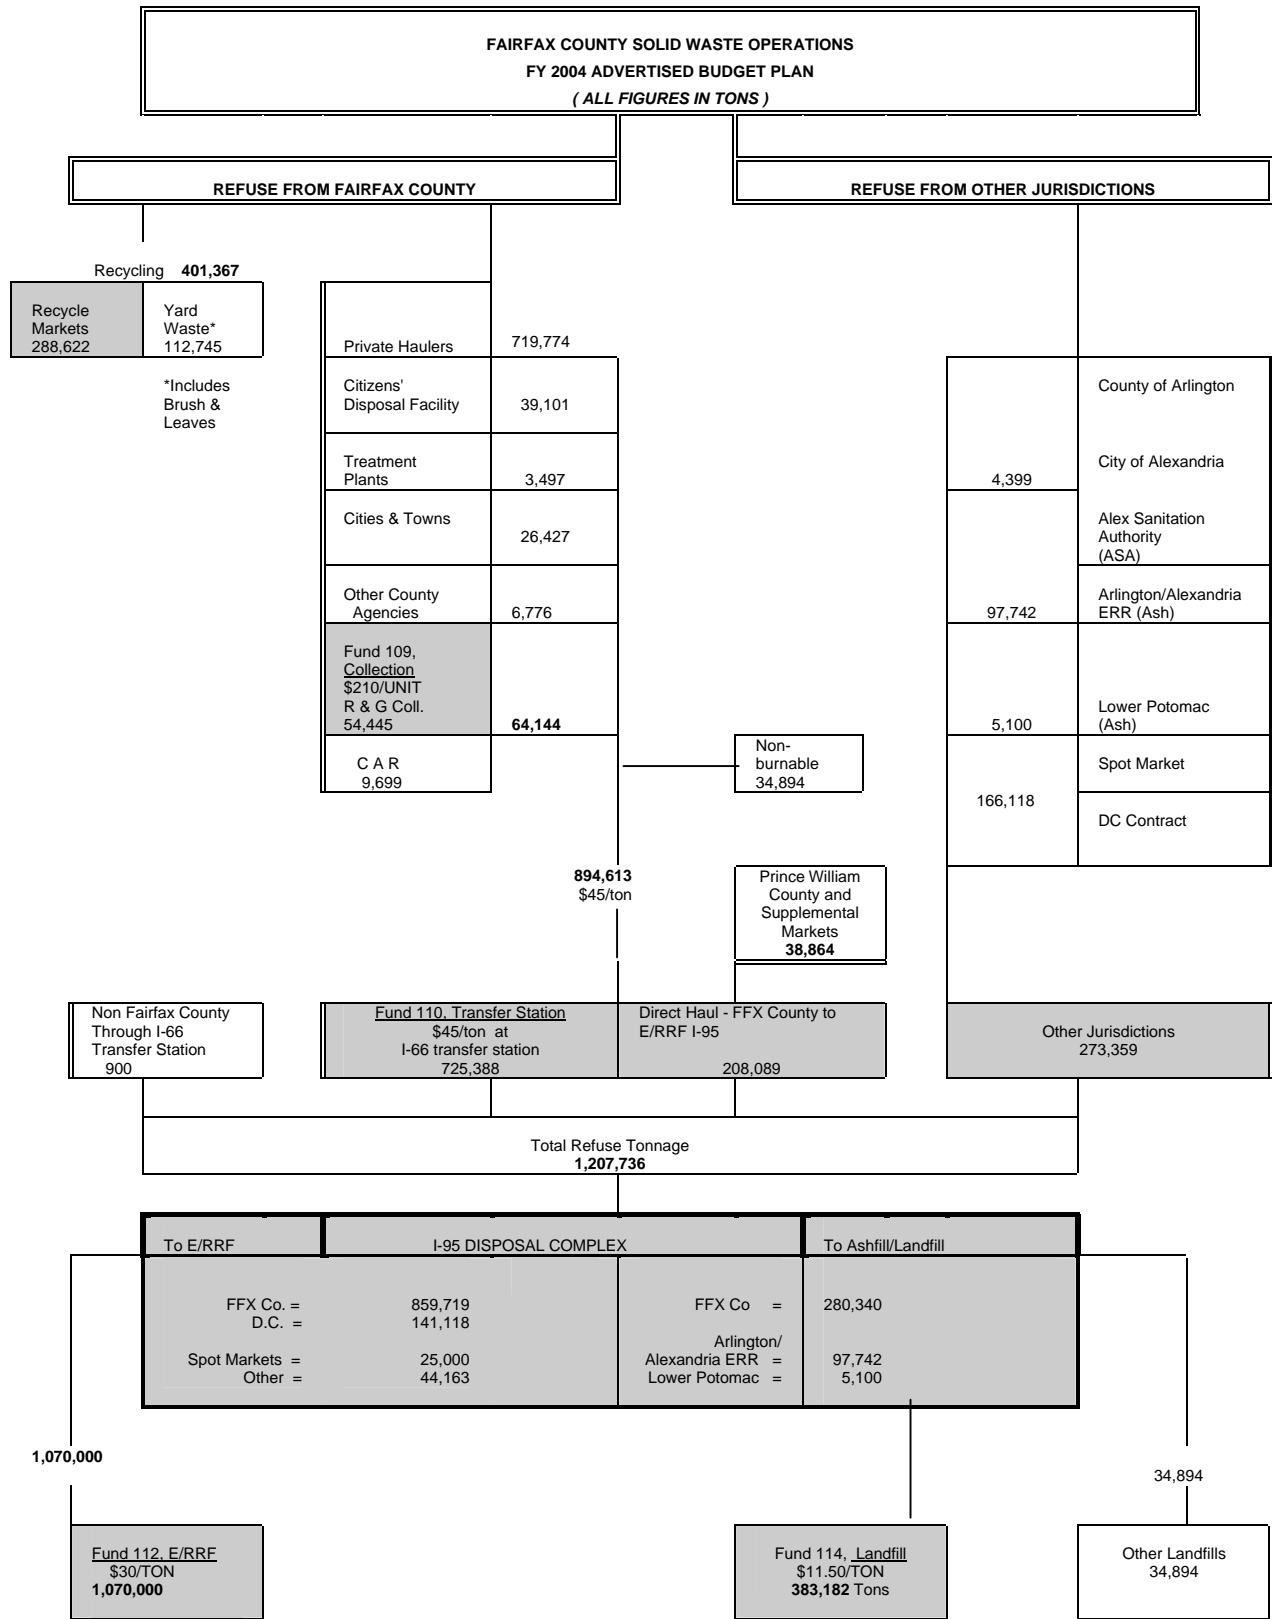 FAIRFAX COUNTY SOLID WASTE OPERATIONS
FY 2004 ADVERTISED BUDGET PLAN
( ALL FIGURES IN TONS )
REFUSE FROM FAIRFAX COUNTY
REFUSE FROM OTHER JURISDICTIONS
Recycling 401,367
Recycle
Markets
288,622
Yard
Waste*
112,745
*Includes
Brush &
Leaves
Private Haulers 719,774
Citizens'
Disposal Facility 39,101
Treatment
Plants 3,497
Cities & Towns
26,427
Other County
Agencies 6,776
Fund 109,
Collection
$210/UNIT
R & G Coll.
54,445 64,144
C A R
9,699
Non-
burnable
34,894
County of Arlington
City of Alexandria
4,399
Alex Sanitation
Authority
(ASA)
Arlington/Alexandria
97,742 ERR (Ash)
Lower Potomac
5,100 (Ash)
Spot Market
166,118
DC Contract
894,613
$45/ton
Prince William
County and
Supplemental
Markets
38,864
Non Fairfax County
Through I-66
Transfer Station
900
Fund 110, Transfer Station
$45/ton at
I-66 transfer station
725,388
Direct Haul - FFX County to
E/RRF I-95
208,089
Other Jurisdictions
273,359
Total Refuse Tonnage
1,207,736
To E/RRF I-95 DISPOSAL COMPLEX To Ashfill/Landfill
FFX Co. = 859,719
D.C. = 141,118
Spot Markets = 25,000
Other = 44,163
FFX Co = 280,340
Arlington/
Alexandria ERR = 97,742
Lower Potomac = 5,100
1,070,000
34,894
Fund 112, E/RRF
$30/TON
1,070,000
Fund 114, Landfill
$11.50/TON
383,182 Tons
Other Landfills
34,894